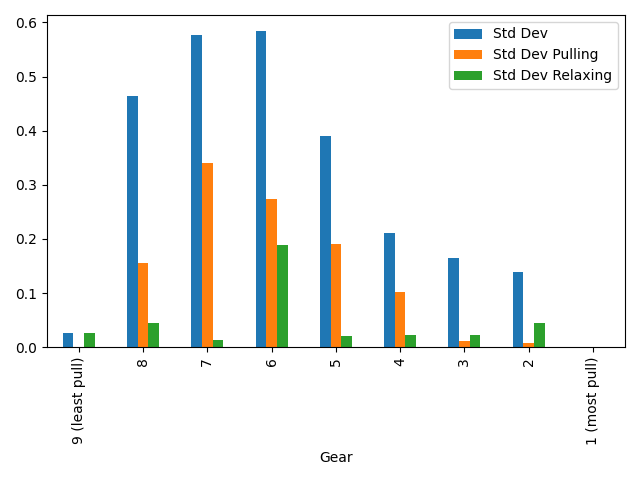 0.6
0.5
0.4
0.3
0.2
0.1
0.0
Std Dev
Std Dev Pulling
Std Dev Relaxing
9 (least pull)
8
7
6
5
4
3
2
1 (most pull)
Gear